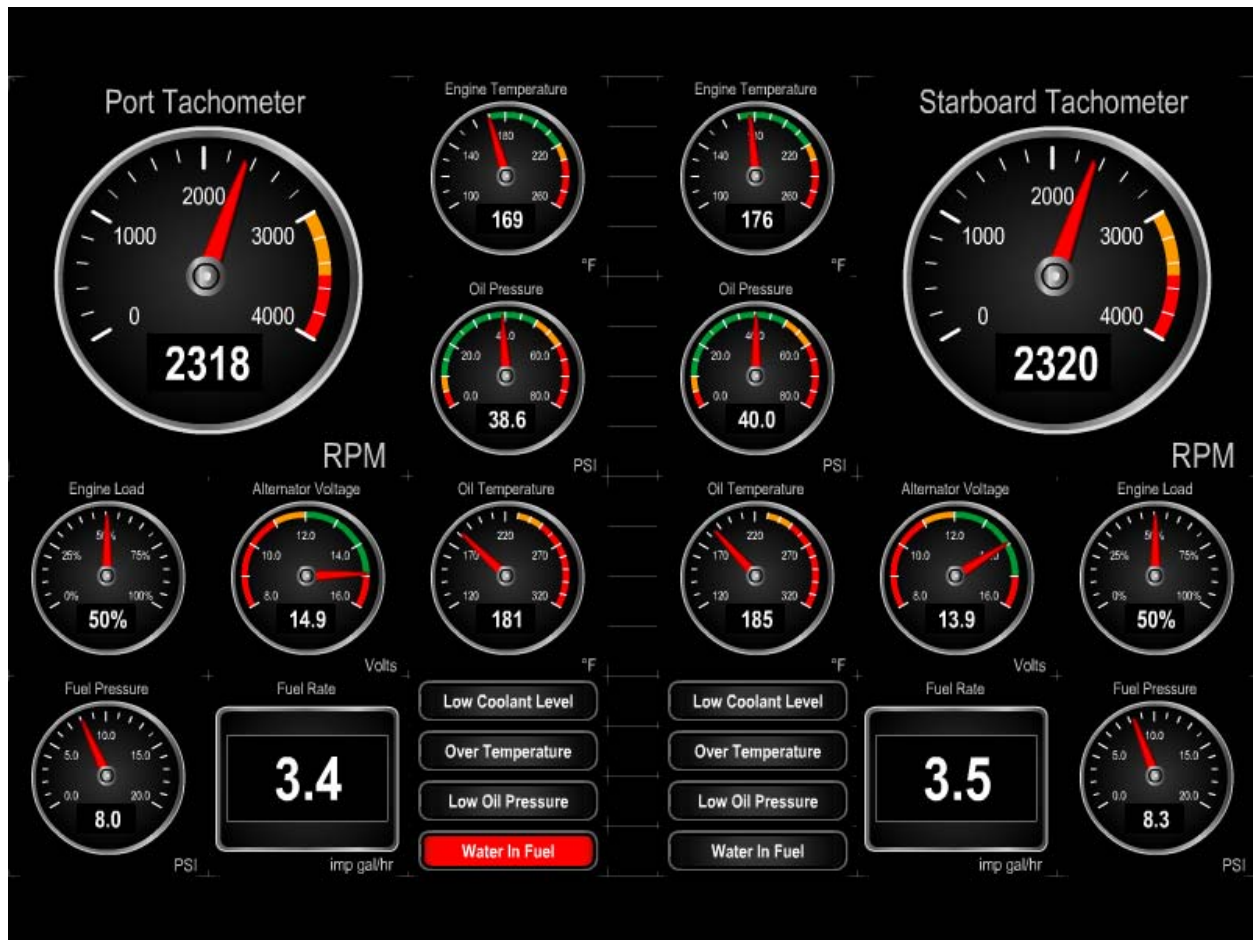 Port Tachometer
0
1000
2000
3000
4000
2318
RPM
Engine Temperature
100
140
180
220
260
169
°F
Engine Temperature
100
140
220
260
176
°F
Starboard Tachometer
0
1000
2000
3000
4000
2320
RPM
Oil Pressure
0.0
20.0
60.0
80.0
38.6
PSI
Oil Pressure
0.0
20.0
60.0
80.0
40.0
PSI
Engine Load
0%
25%
75%
100%
50%
Alternator Voltage
8.0
10.0
12.0
14.0
16.0
14.9
Volts
Oil Temperature
120
170
220
270
320
181
°F
Oil Temperature
120
170
220
270
320
185
°F
Alternator Voltage
8.0
10.0
12.0
16.0
13.9
Volts
Engine Load
0%
25%
75%
100%
50%
Fuel Pressure
0.0
5.0
10.0
15.0
20.0
8.0
PSI
Fuel Rate
3.4
imp gal/hr
Low Coolant Level
Over Temperature
Low Oil Pressure
Water In Fuel
Low Coolant Level
Over Temperature
Low Oil Pressure
Water In Fuel
Fuel Rate
3.5
imp gal/hr
Fuel Pressure
0.0
5.0
10.0
15.0
20.0
8.3
PSI